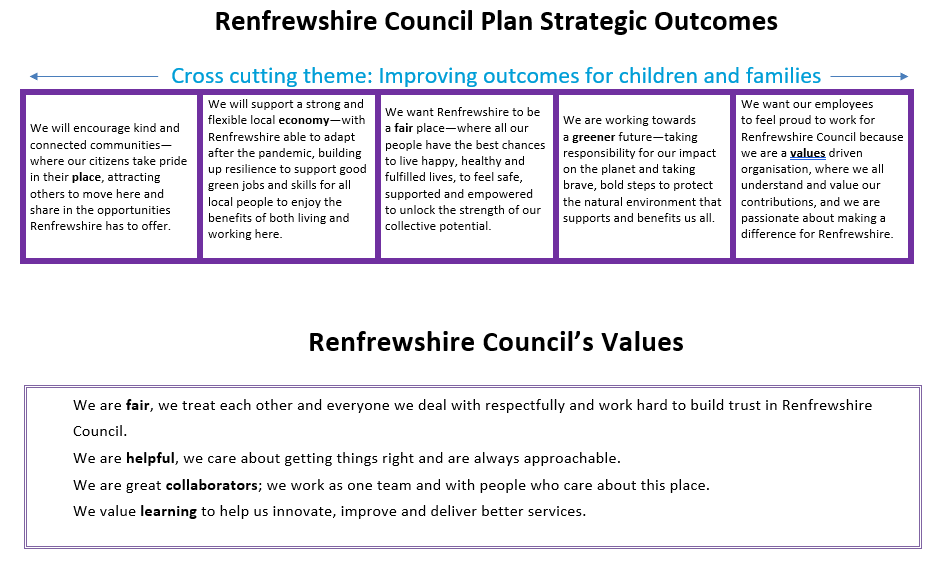 Renfrewshire Council Plan Strategic Outcomes
Cross cutting theme: Improving outcomes for children and families
We will encourage kind and
connected communities—
where our citizens take pride
in their place, attracting
others to move here and
share in the opportunities
Renfrewshire has to offer.
We will support a strong and
flexible local economy—with
Renfrewshire able to adapt
after the pandemic, building
up resilience to support good
green jobs and skills for all
local people to enjoy the
benefits of both living and
working here.
We want Renfrewshire to be
a fair place—where all our
people have the best chances
to live happy, healthy and
fulfilled lives, to feel safe,
supported and empowered
to unlock the strength of our
collective potential.
We are working towards
a greener future—taking
responsibility for our impact
on the planet and taking
brave, bold steps to protect
the natural environment that
supports and benefits us all.
We want our employees
to feel proud to work for
Renfrewshire Council because
we are a values driven
organisation, where we all
understand and value our
contributions, and we are
passionate about making a
difference for Renfrewshire.
Renfrewshire Council’s Values
We are fair, we treat each other and everyone we deal with respectfully and work hard to build trust in Renfrewshire
Council.
We are helpful, we care about getting things right and are always approachable.
We are great collaborators; we work as one team and with people who care about this place.
We value learning to help us innovate, improve and deliver better services.